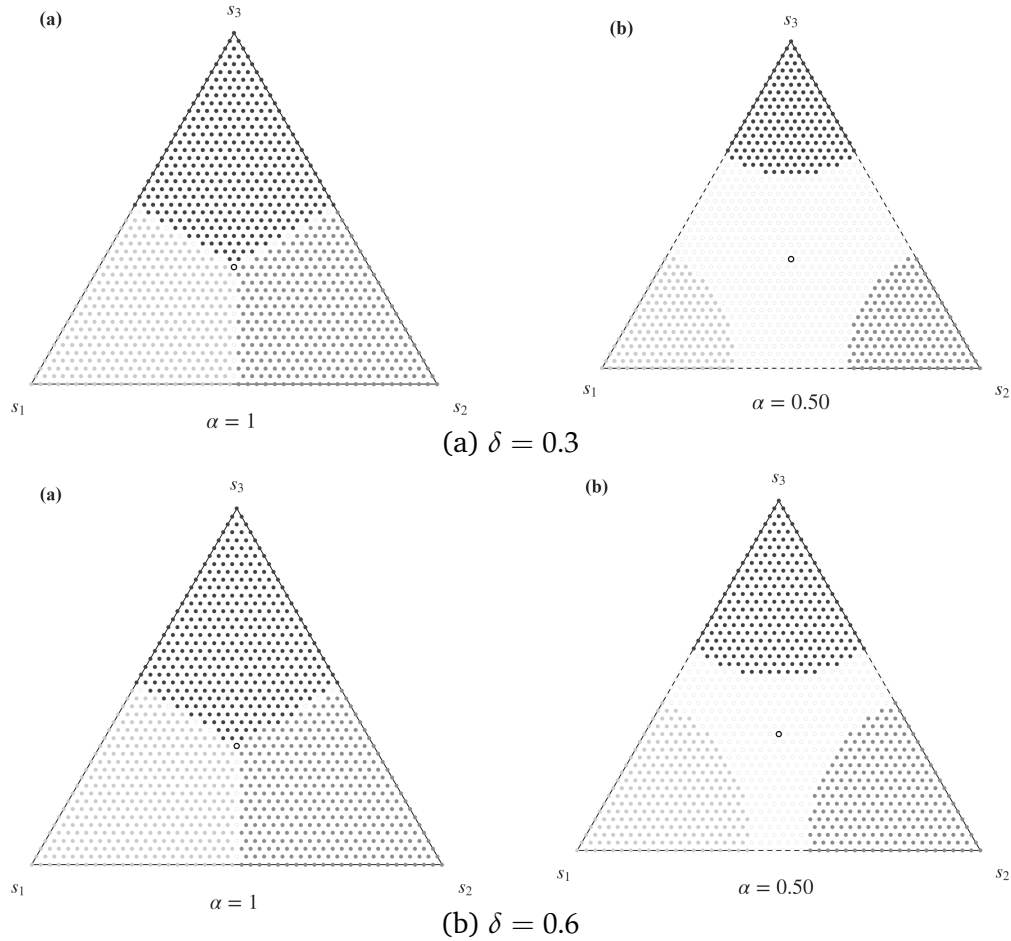 (a)
s3
(b)
s3
s1
s2
α = 1
s1
s2
α = 0.50
(a) δ = 0.3
(a)
s3
(b)
s3
s1
s2
α = 1
s1
s2
α = 0.50
(b) δ = 0.6